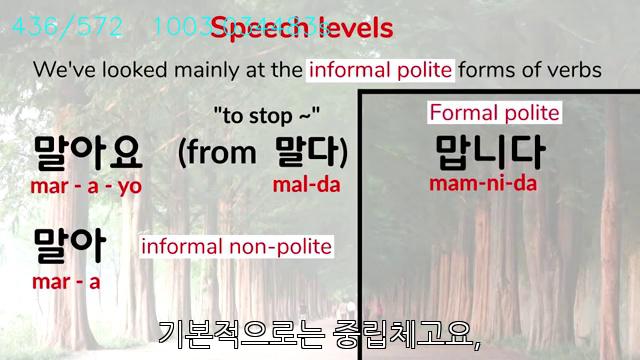 436/572 1003.034483s
Speech levels
We've looked mainly at the informal polite forms of verbs
"to stop ~"
Formal polite
말아요 (from 말다)
맙니다
mar - a - yo
mal-da
mam-ni-da
말아
informal non-polite
mar - a
기본적으로는 중립체고요,